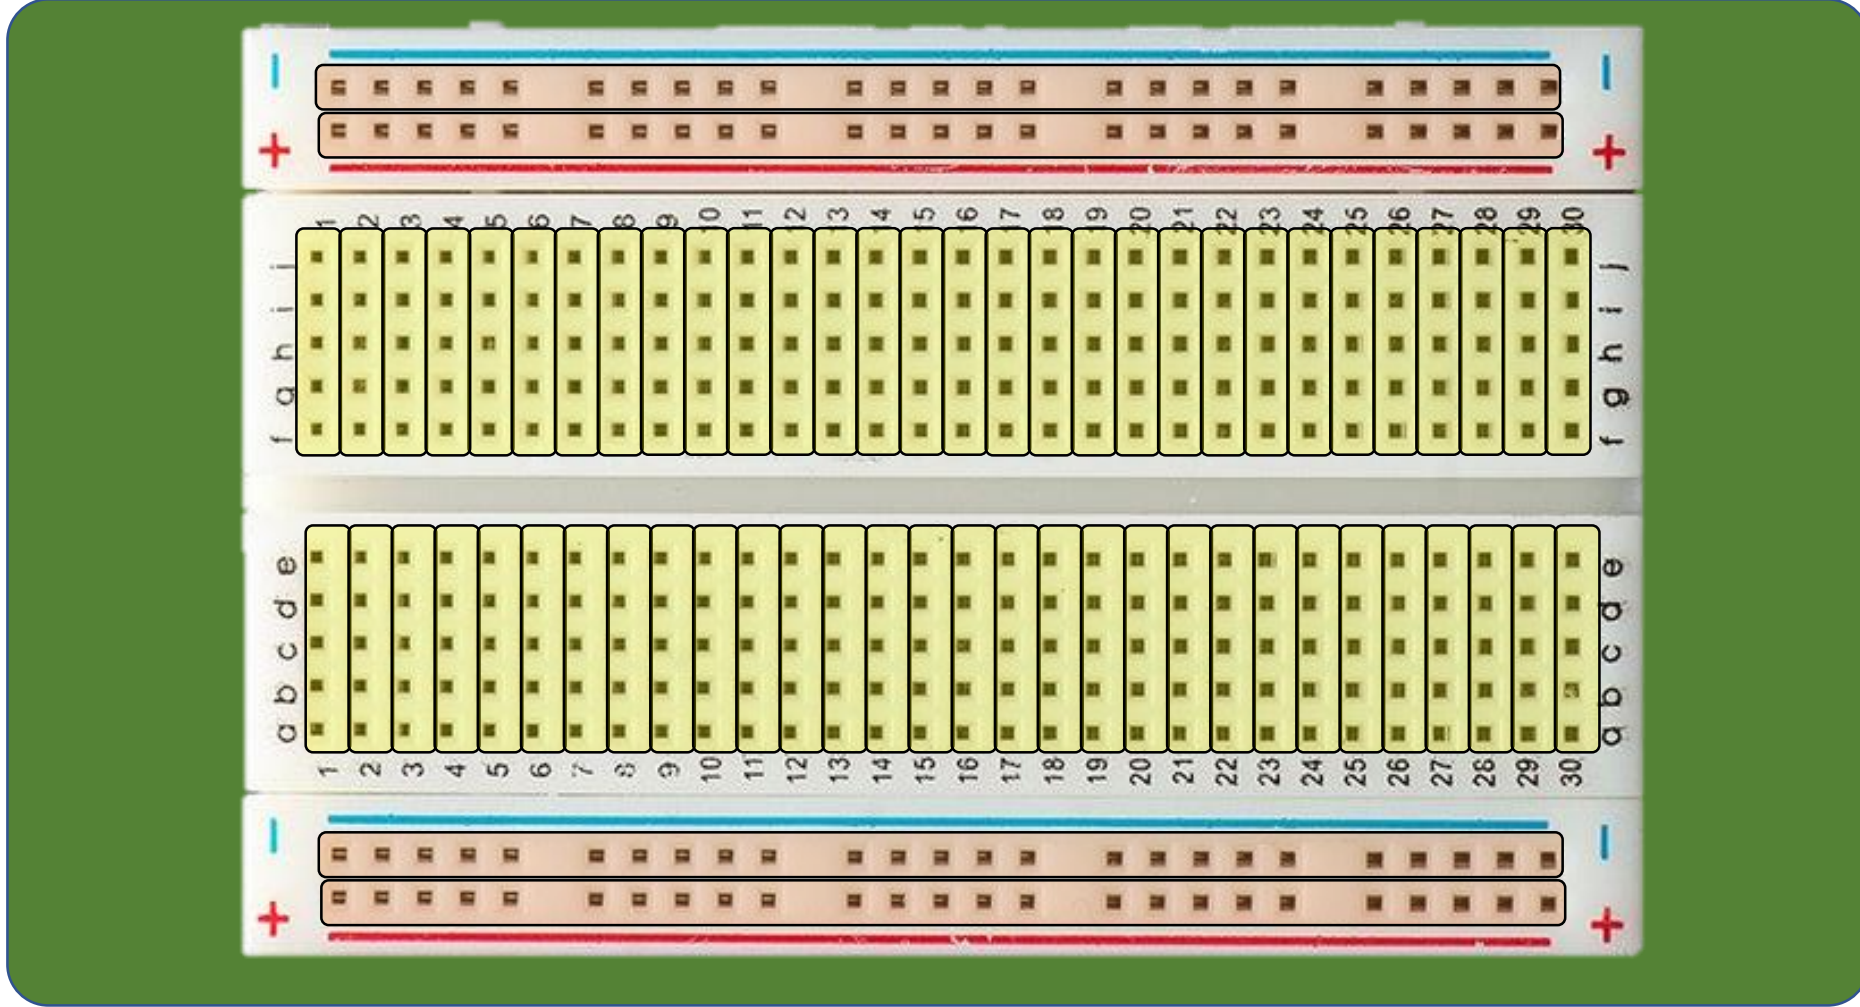 - -
+ +
1 2 3 4 5 6 7 8 9 10 11 12 13 14 15 16 17 18 19 20 21 22 23 24 25 26 27 28 29 30
j j
i i
h h
g g
f f
e e
d d
c c
b b
a a
1 2 3 4 5 6 7 8 9 10 11 12 13 14 15 16 17 18 19 20 21 22 23 24 25 26 27 28 29 30
- -
+ +